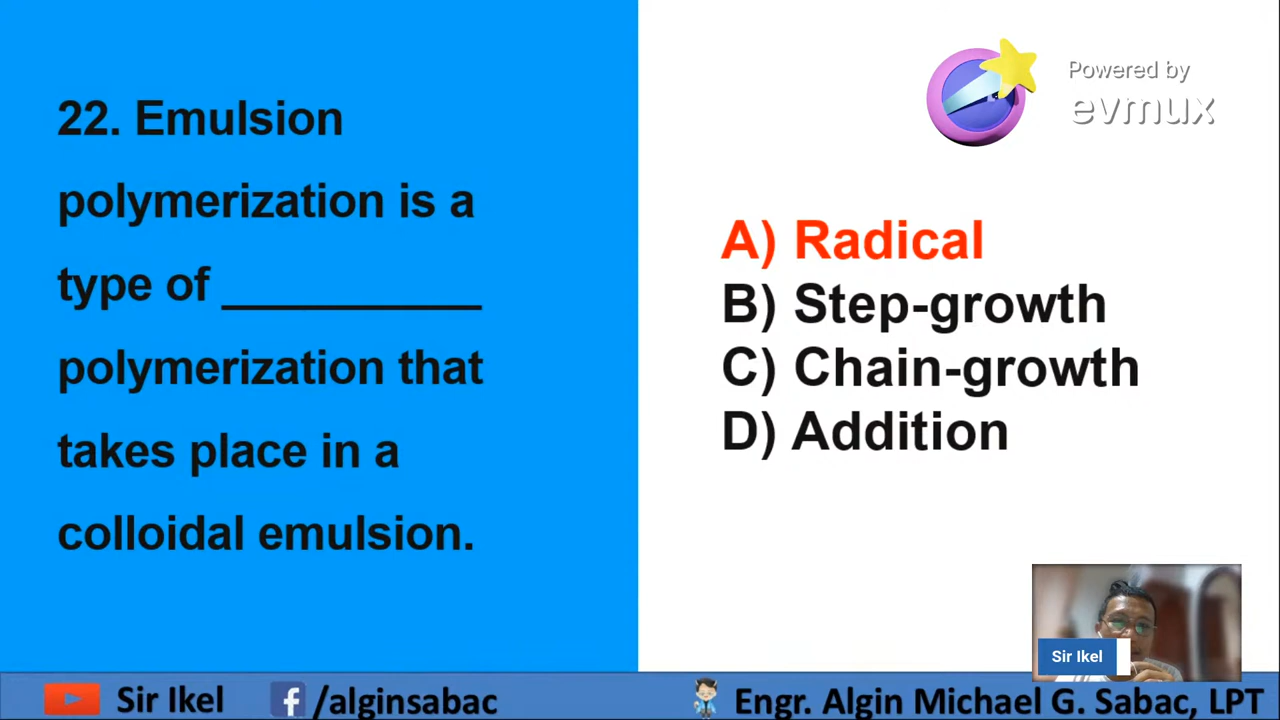 22. Emulsion
polymerization is a
type of __________
polymerization that
takes place in a
colloidal emulsion.
Powered by
evmux
A) Radical
B) Step-growth
C) Chain-growth
D) Addition
Sir Ikel
Sir Ikel
/alginsabac
Engr. Algin Michael G. Sabac, LPT